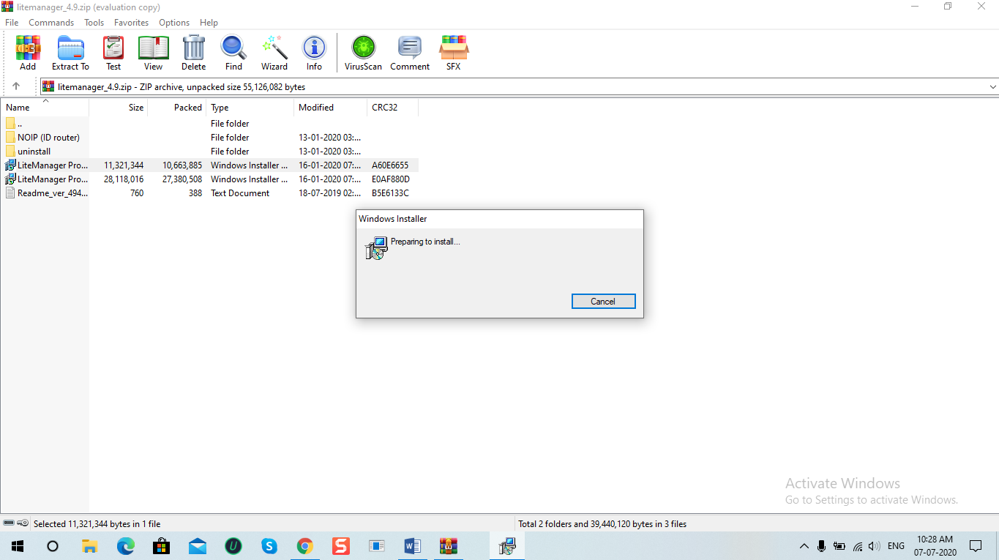 litemanager_4.9.zip (evaluation copy)
File Commands Tools Favorites Options Help
Add Extract To Test View Delete Find Wizard Info VirusScan Comment SFX
litemanager_4.9.zip - ZIP archive, unpacked size 55,126,082 bytes
Name Size Packed Type Modified CRC32
.. File folder
NOIP (ID router) File folder 13-01-2020 03:...
uninstall File folder 13-01-2020 03:...
LiteManager Pro... 11,321,344 10,663,885 Windows Installer ... 16-01-2020 07:... A60E6655
LiteManager Pro... 28,118,016 27,380,508 Windows Installer ... 16-01-2020 07:... E0AF880D
Readme_ver_494... 760 388 Text Document 18-07-2019 02:... B5E6133C
Windows Installer
Preparing to install...
Cancel
Activate Windows
Go to Settings to activate Windows.
Selected 11,321,344 bytes in 1 file Total 2 folders and 39,440,120 bytes in 3 files
ENG
10:28 AM
07-07-2020